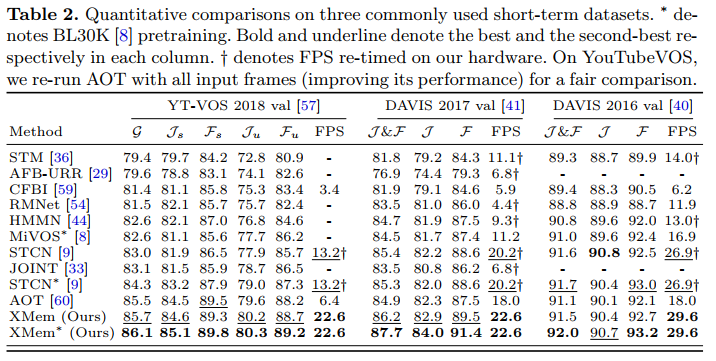 Table 2. Quantitative comparisons on three commonly used short-term datasets. * de-
notes BL30K [8] pretraining. Bold and underline denote the best and the second-best re-
spectively in each column. † denotes FPS re-timed on our hardware. On YouTubeVOS,
we re-run AOT with all input frames (improving its performance) for a fair comparison.
YT-VOS 2018 val [57] DAVIS 2017 val [41] DAVIS 2016 val [40]
Method G Js Fs Ju Fu FPS J&F J F FPS J&F J F FPS
STM [36] 79.4 79.7 84.2 72.8 80.9 - 81.8 79.2 84.3 11.1† 89.3 88.7 89.9 14.0†
AFB-URR [29] 79.6 78.8 83.1 74.1 82.6 - 76.9 74.4 79.3 6.8† - - - -
CFBI [59] 81.4 81.1 85.8 75.3 83.4 3.4 81.9 79.1 84.6 5.9 89.4 88.3 90.5 6.2
RMNet [54] 81.5 82.1 85.7 75.7 82.4 - 83.5 81.0 86.0 4.4† 88.8 88.9 88.7 11.9
HMMN [44] 82.6 82.1 87.0 76.8 84.6 - 84.7 81.9 87.5 9.3† 90.8 89.6 92.0 13.0†
MiVOS* [8] 82.6 81.1 85.6 77.7 86.2 - 84.5 81.7 87.4 11.2 91.0 89.6 92.4 16.9
STCN [9] 83.0 81.9 86.5 77.9 85.7 13.2† 85.4 82.2 88.6 20.2† 91.6 90.8 92.5 26.9†
JOINT [33] 83.1 81.5 85.9 78.7 86.5 - 83.5 80.8 86.2 6.8† - - - -
STCN* [9] 84.3 83.2 87.9 79.0 87.3 13.2† 85.3 82.0 88.6 20.2† 91.7 90.4 93.0 26.9†
AOT [60] 85.5 84.5 89.5 79.6 88.2 6.4 84.9 82.3 87.5 18.0 91.1 90.1 92.1 18.0
XMem (Ours) 85.7 84.6 89.3 80.2 88.7 22.6 86.2 82.9 89.5 22.6 91.5 90.4 92.7 29.6
XMem* (Ours) 86.1 85.1 89.8 80.3 89.2 22.6 87.7 84.0 91.4 22.6 92.0 90.7 93.2 29.6